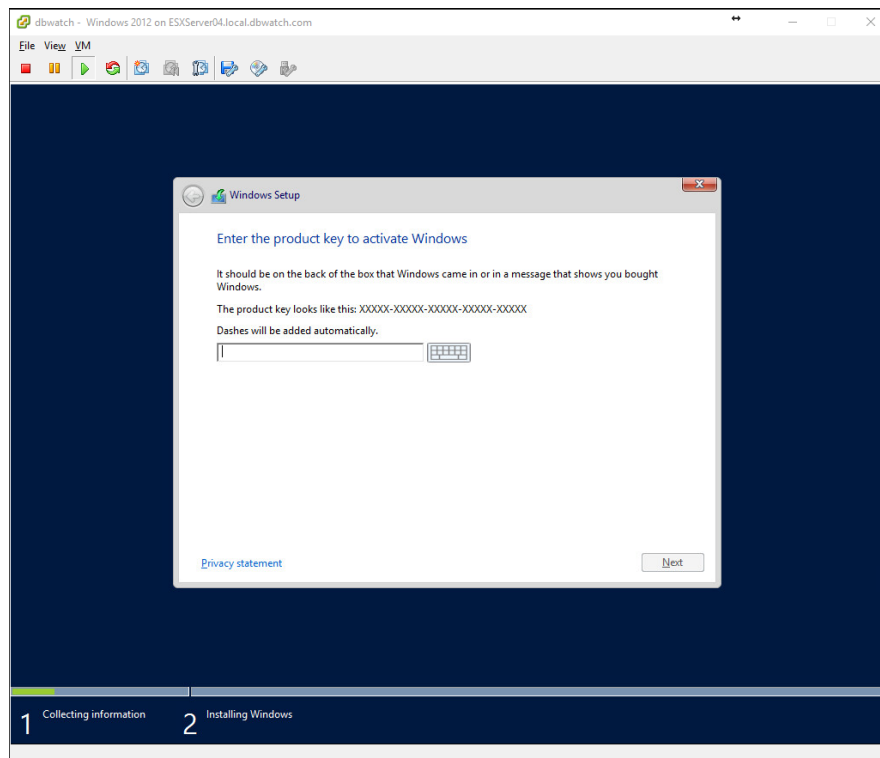 dbwatch - Windows 2012 on ESXServer04.local.dbwatch.com
File View VM
Windows Setup
Enter the product key to activate Windows
It should be on the back of the box that Windows came in or in a message that shows you bought
Windows.
The product key looks like this: XXXXX-XXXXX-XXXXX-XXXXX-XXXXX
Dashes will be added automatically.
Privacy statement
Next
1 Collecting information
2 Installing Windows